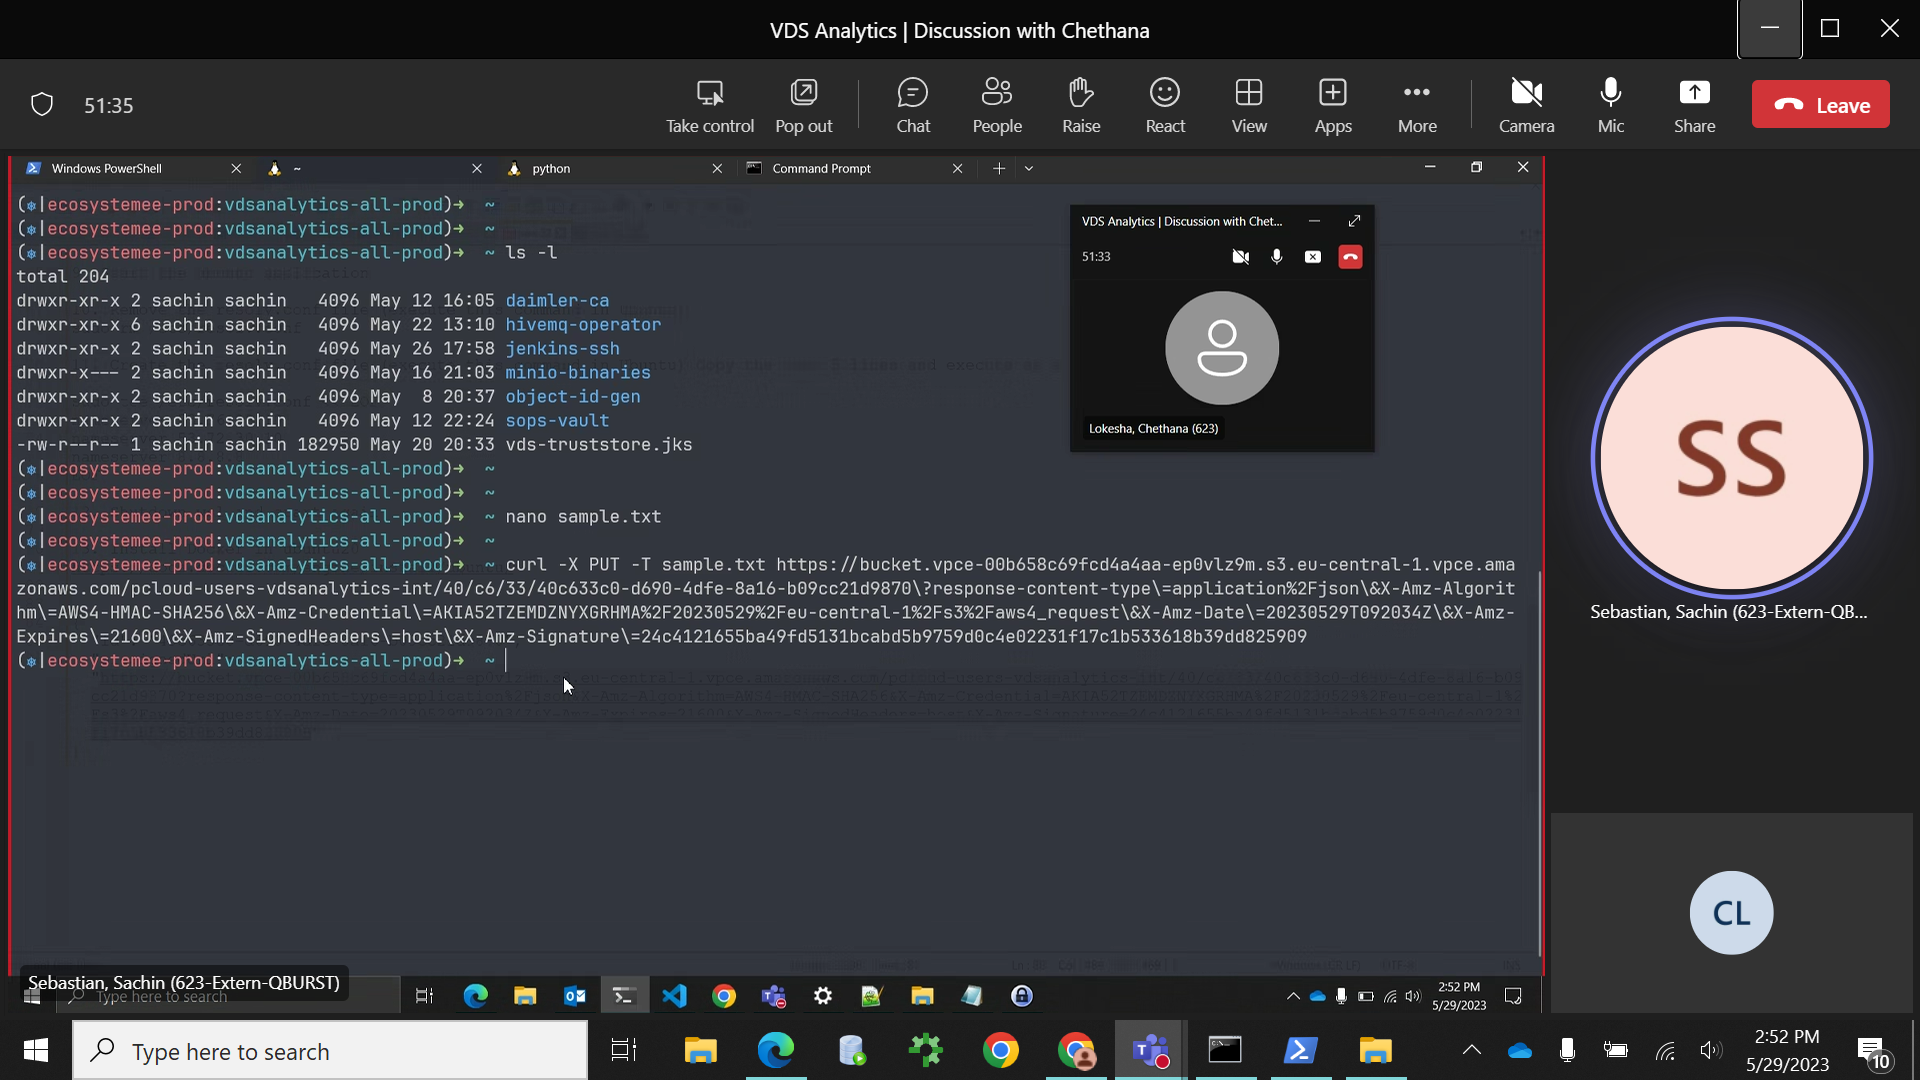 VDS Analytics | Discussion with Chethana
51:35
Take control
Pop out
Chat
People
Raise
React
View
Apps
More
Camera
Mic
Share
Leave
Windows PowerShell
~
python
Command Prompt
(⎈|ecosystemee-prod:vdsanalytics-all-prod)➜ ~
(⎈|ecosystemee-prod:vdsanalytics-all-prod)➜ ~
(⎈|ecosystemee-prod:vdsanalytics-all-prod)➜ ~ ls -l
total 204
drwxr-xr-x 2 sachin sachin 4096 May 12 16:05 daimler-ca
drwxr-xr-x 6 sachin sachin 4096 May 22 13:10 hivemq-operator
drwxr-xr-x 2 sachin sachin 4096 May 26 17:58 jenkins-ssh
drwxr-x--- 2 sachin sachin 4096 May 16 21:03 minio-binaries
drwxr-xr-x 2 sachin sachin 4096 May 8 20:37 object-id-gen
drwxr-xr-x 2 sachin sachin 4096 May 12 22:24 sops-vault
-rw-r--r-- 1 sachin sachin 182950 May 20 20:33 vds-truststore.jks
(⎈|ecosystemee-prod:vdsanalytics-all-prod)➜ ~
(⎈|ecosystemee-prod:vdsanalytics-all-prod)➜ ~
(⎈|ecosystemee-prod:vdsanalytics-all-prod)➜ ~ nano sample.txt
(⎈|ecosystemee-prod:vdsanalytics-all-prod)➜ ~
(⎈|ecosystemee-prod:vdsanalytics-all-prod)➜ ~ curl -X PUT -T sample.txt https://bucket.vpce-00b658c69fcd4a4aa-ep0vlz9m.s3.eu-central-1.vpce.ama
zonaws.com/pcloud-users-vdsanalytics-int/40/c6/33/40c633c0-d690-4dfe-8a16-b09cc21d9870\?response-content-type\=application%2Fjson\&X-Amz-Algorit
hm\=AWS4-HMAC-SHA256\&X-Amz-Credential\=AKIA52TZEMDZNYXGRHMA%2F20230529%2Feu-central-1%2Fs3%2Faws4_request\&X-Amz-Date\=20230529T092034Z\&X-Amz-
Expires\=21600\&X-Amz-SignedHeaders\=host\&X-Amz-Signature\=24c4121655ba49fd5131bcabd5b9759d0c4e02231f17c1b533618b39dd825909
(⎈|ecosystemee-prod:vdsanalytics-all-prod)➜ ~
VDS Analytics | Discussion with Chet...
51:33
Lokesha, Chethana (623)
SS
Sebastian, Sachin (623-Extern-QB...
CL
Sebastian, Sachin (623-Extern-QBURST)
Type here to search
2:52 PM
5/29/2023
Type here to search
2:52 PM
5/29/2023
10